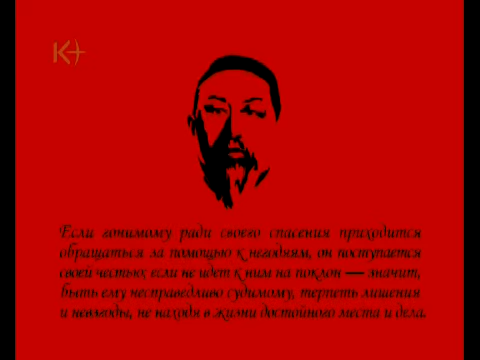 K+
Если гонимому ради своего спасения приходится
обращаться за помощью к негодяям, он поступается
своей честью; если не идет к ним на поклон — значит,
быть ему несправедливо судимому, терпеть лишения
и невзгоды, не находя в жизни достойного места и дела.